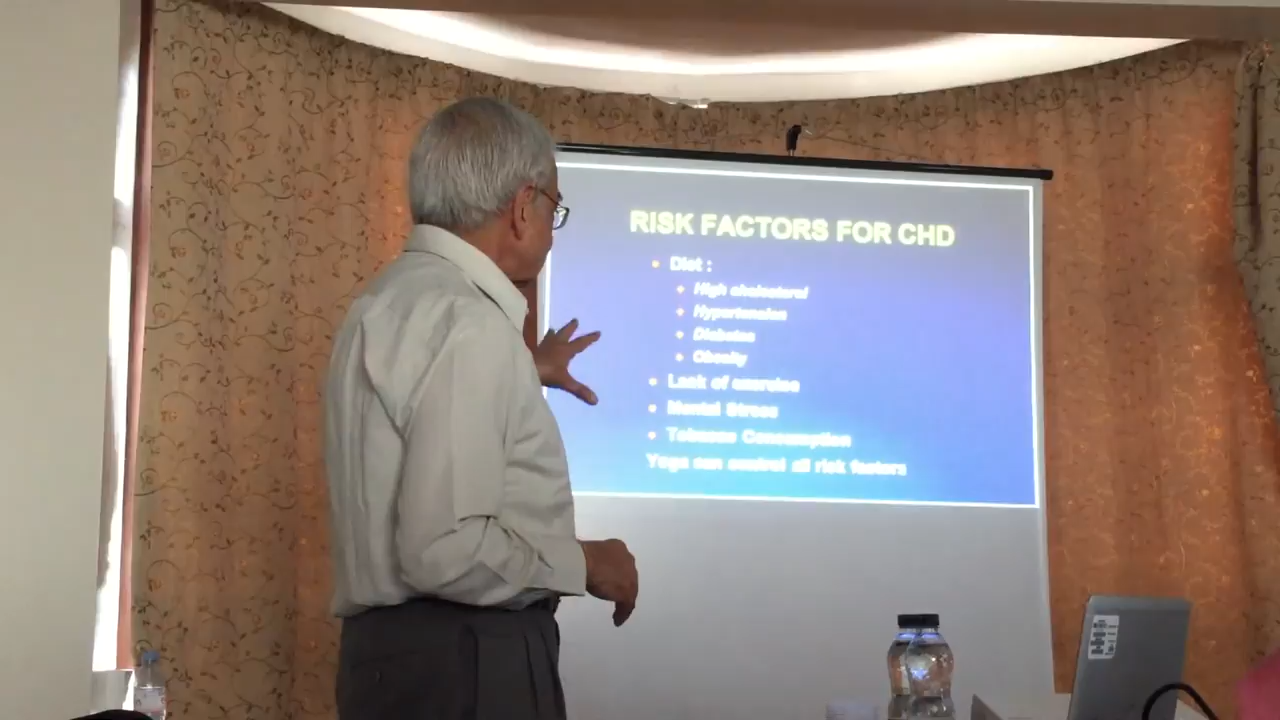 RISK FACTORS FOR CHD
Diet :
High cholesterol
Hypertension
Diabetes
Obesity
Lack of exercise
Mental Stress
Tobacco Consumption
Yoga can control all risk factors